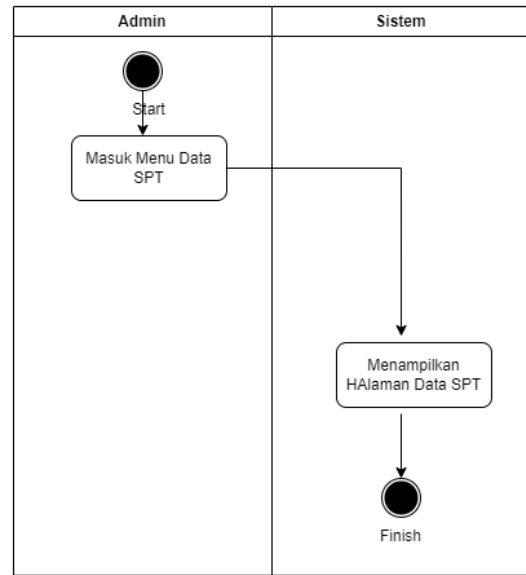 Admin
Sistem
Start
Masuk Menu Data
SPT
Menampilkan
HAlaman Data SPT
Finish